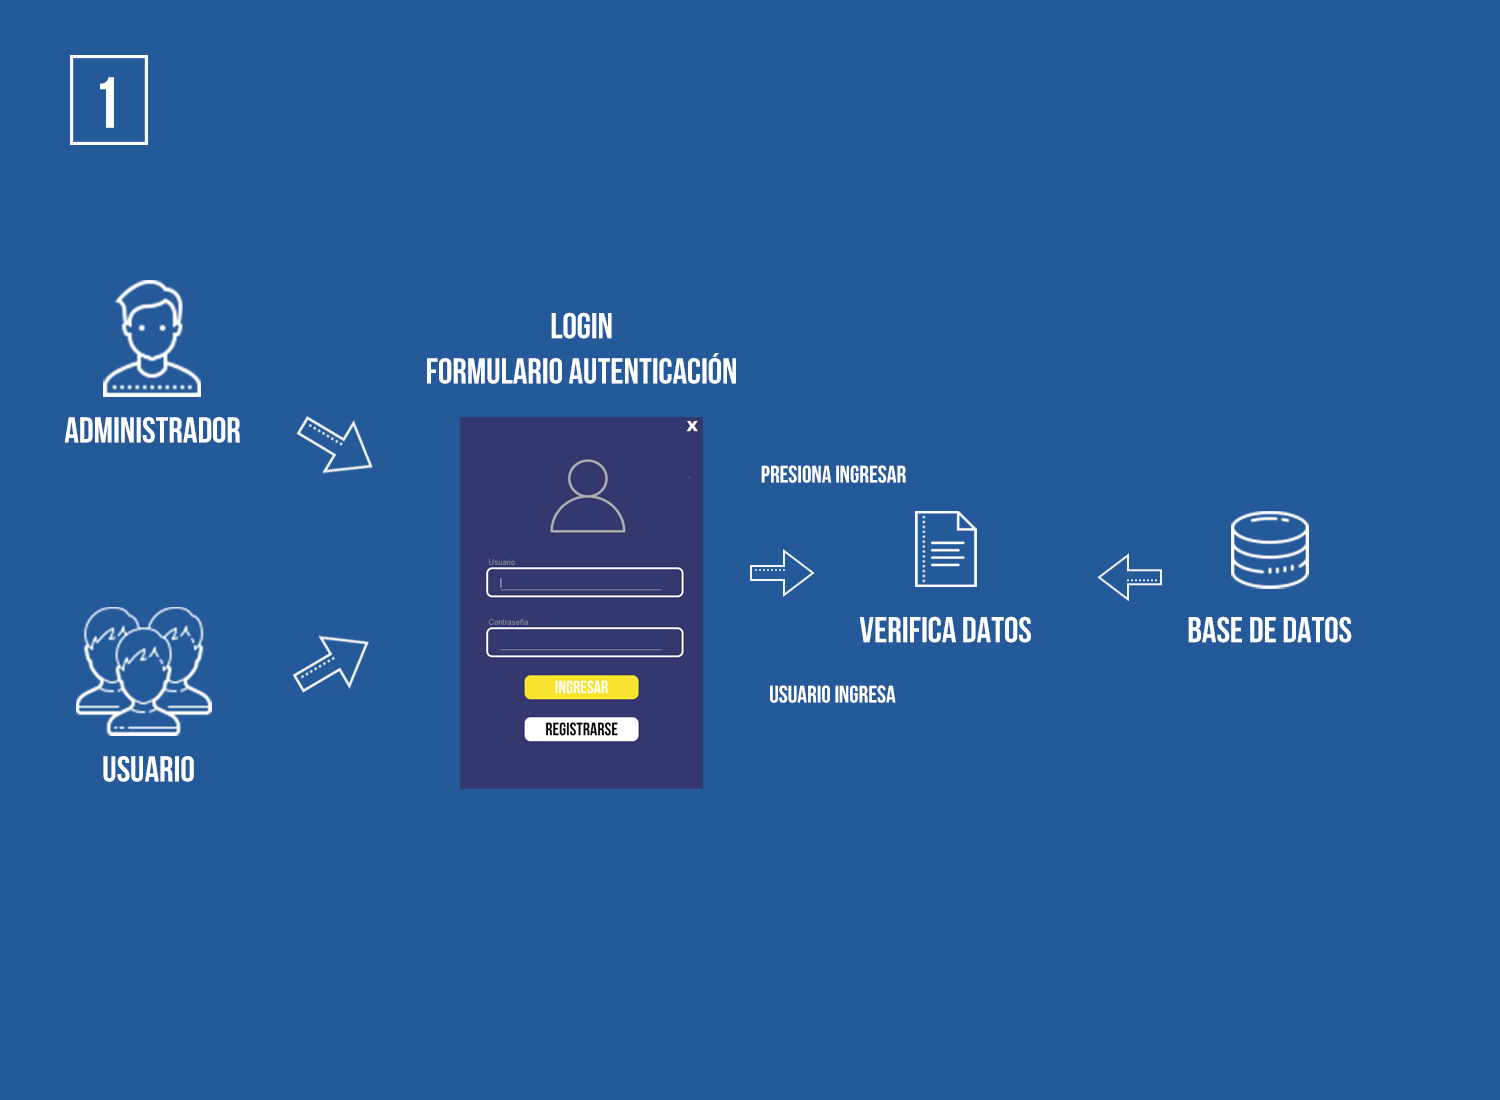 1
ADMINISTRADOR
USUARIO
LOGIN
FORMULARIO AUTENTICACIÓN
X
Usuario
Contraseña
INGRESAR
REGISTRARSE
PRESIONA INGRESAR
USUARIO INGRESA
VERIFICA DATOS
BASE DE DATOS